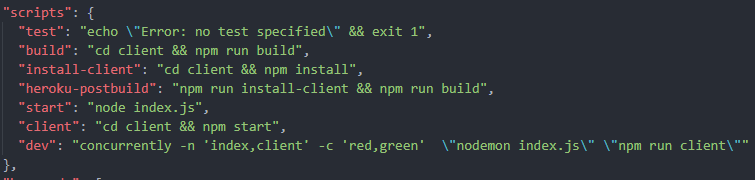 "scripts": {
"test": "echo \"Error: no test specified\" && exit 1",
"build": "cd client && npm run build",
"install-client": "cd client && npm install",
"heroku-postbuild": "npm run install-client && npm run build",
"start": "node index.js",
"client": "cd client && npm start",
"dev": "concurrently -n 'index,client' -c 'red,green'  \"nodemon index.js\" \"npm run client\""
},